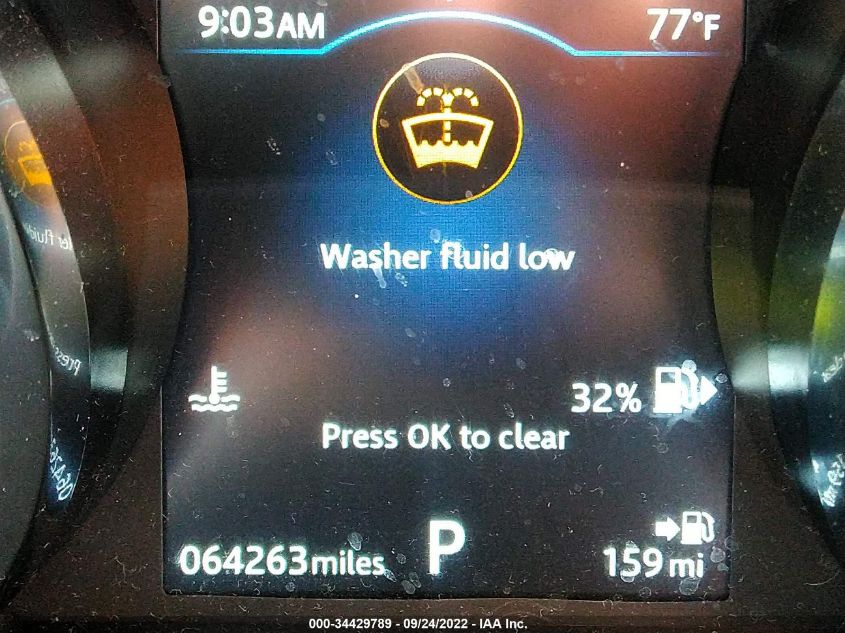 9:03AM 77°F
Washer fluid low
32%
Press OK to clear
P
064263miles 159mi
000-34429789 - 09/24/2022 - IAA Inc.